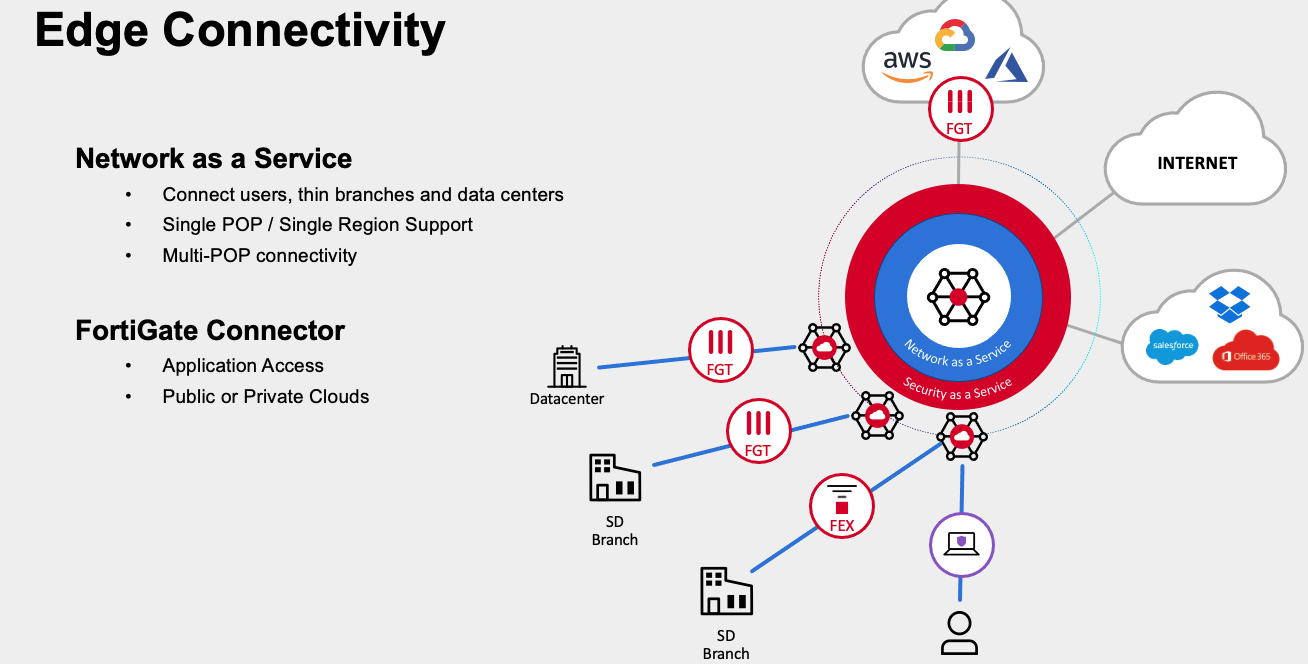 Edge Connectivity
Network as a Service
• Connect users, thin branches and data centers
• Single POP / Single Region Support
• Multi-POP connectivity
FortiGate Connector
• Application Access
• Public or Private Clouds
aws
FGT
INTERNET
salesforce
Office 365
Network as a Service
Security as a Service
FGT
Datacenter
FGT
SD
Branch
FEX
SD
Branch